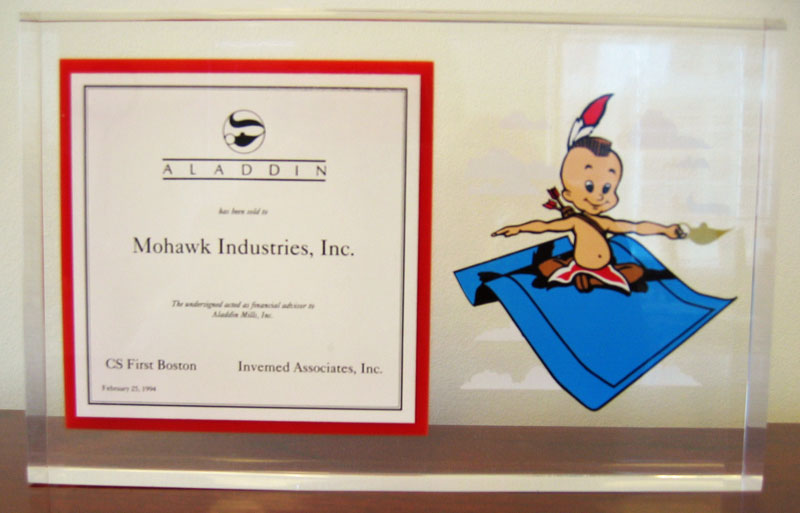 ALADDIN
has been sold to
Mohawk Industries, Inc.
The undersigned acted as financial advisor to
Aladdin Mills, Inc.
CS First Boston Invemed Associates, Inc.
February 25, 1994